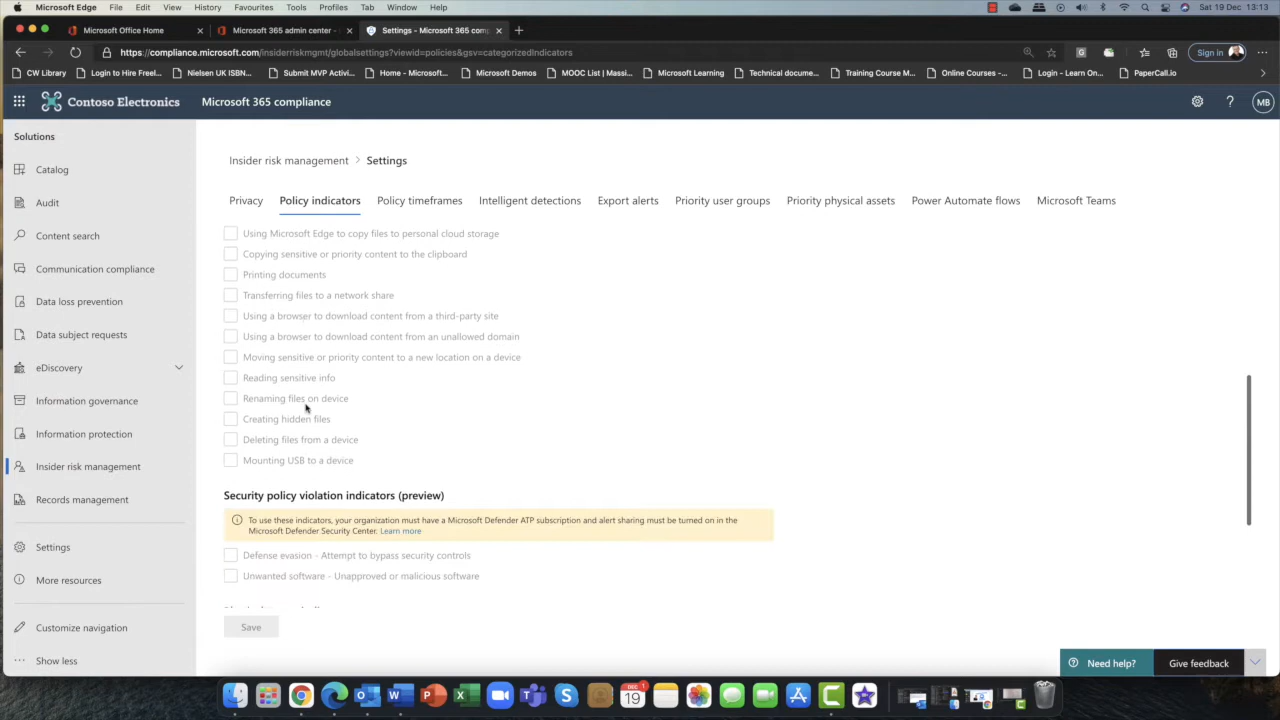 Microsoft Edge File Edit View History Favourites Tools Profiles Tab Window Help Sat 19 Dec 13:13
Microsoft Office Home Microsoft 365 admin center - Settings - Microsoft 365 comp
https://compliance.microsoft.com/insiderriskmgmt/globalsettings?viewid=policies&gsv=categorizedIndicators Sign in
CW Library Login to Hire Freel... Nielsen UK ISBN... Submit MVP Activi... Home - Microsoft... Microsoft Demos MOOC List | Massi... Microsoft Learning Technical docume... Training Course M... Online Courses -... Login - Learn On... PaperCall.io
Contoso Electronics Microsoft 365 compliance ? MB
Solutions
Catalog
Audit
Content search
Communication compliance
Data loss prevention
Data subject requests
eDiscovery
Information governance
Information protection
Insider risk management
Records management
Settings
More resources
Customize navigation
Show less
Insider risk management > Settings
Privacy Policy indicators Policy timeframes Intelligent detections Export alerts Priority user groups Priority physical assets Power Automate flows Microsoft Teams
Using Microsoft Edge to copy files to personal cloud storage
Copying sensitive or priority content to the clipboard
Printing documents
Transferring files to a network share
Using a browser to download content from a third-party site
Using a browser to download content from an unallowed domain
Moving sensitive or priority content to a new location on a device
Reading sensitive info
Renaming files on device
Creating hidden files
Deleting files from a device
Mounting USB to a device
Security policy violation indicators (preview)
To use these indicators, your organization must have a Microsoft Defender ATP subscription and alert sharing must be turned on in the
Microsoft Defender Security Center. Learn more
Defense evasion - Attempt to bypass security controls
Unwanted software - Unapproved or malicious software
Save
Need help? Give feedback
DEC 1
19